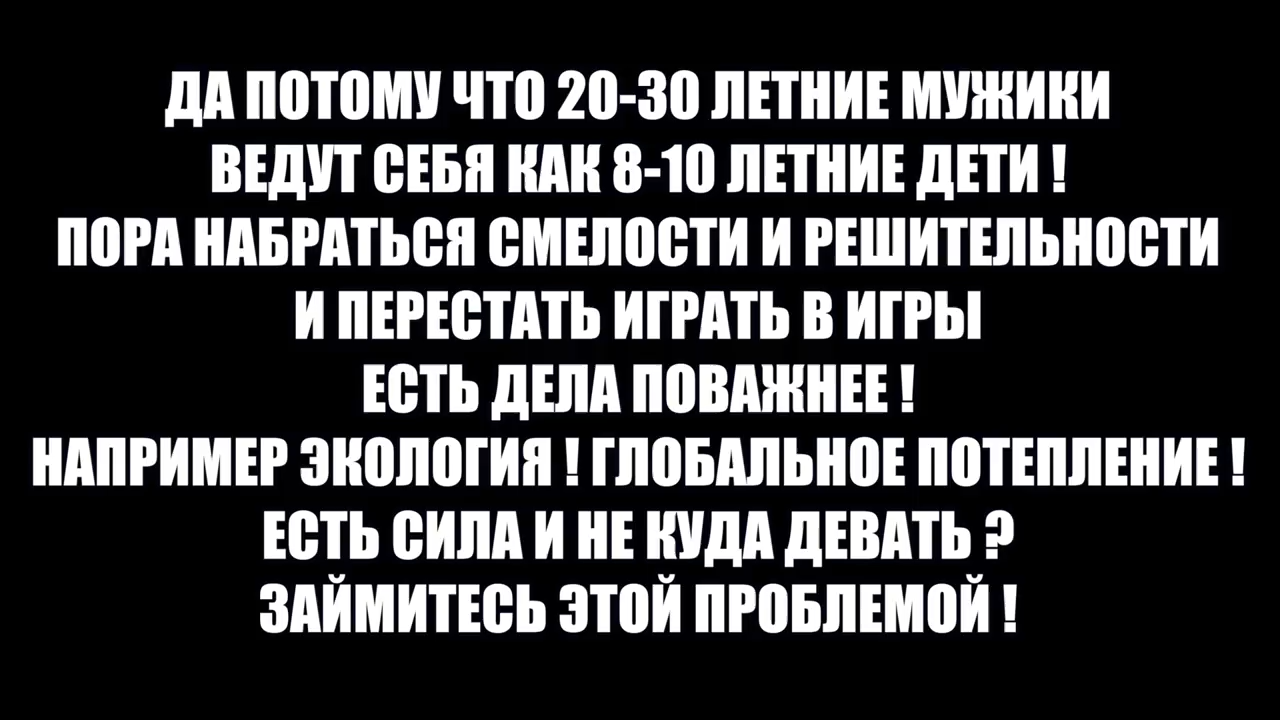 ДА ПОТОМУ ЧТО 20-30 ЛЕТНИЕ МУЖИКИ
ВЕДУТ СЕБЯ КАК 8-10 ЛЕТНИЕ ДЕТИ !
ПОРА НАБРАТЬСЯ СМЕЛОСТИ И РЕШИТЕЛЬНОСТИ
И ПЕРЕСТАТЬ ИГРАТЬ В ИГРЫ
ЕСТЬ ДЕЛА ПОВАЖНЕЕ !
НАПРИМЕР ЭКОЛОГИЯ ! ГЛОБАЛЬНОЕ ПОТЕПЛЕНИЕ !
ЕСТЬ СИЛА И НЕ КУДА ДЕВАТЬ ?
ЗАЙМИТЕСЬ ЭТОЙ ПРОБЛЕМОЙ !